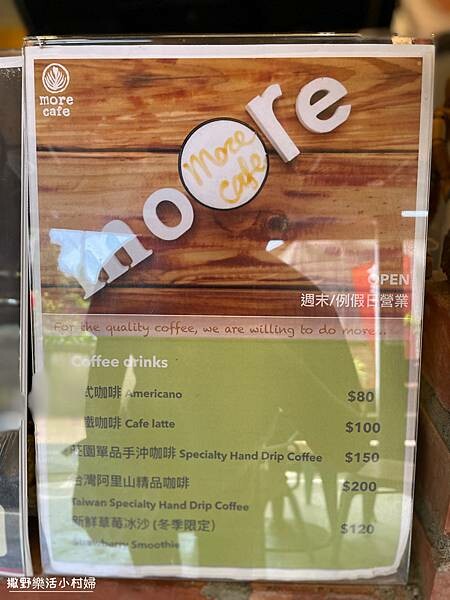 more
cafe
moore
more
cafe
OPEN
週末/例假日營業
For the quality coffee, we are willing to do more...
Coffee drinks
式咖啡 Americano $80
鐵咖啡 Cafe latte $100
莊園單品手沖咖啡 Specialty Hand Drip Coffee $150
台灣阿里山精品咖啡 $200
Taiwan Specialty Hand Drip Coffee
新鮮草莓冰沙 (冬季限定) $120
Strawberry Smoothie
撒野樂活小村婦